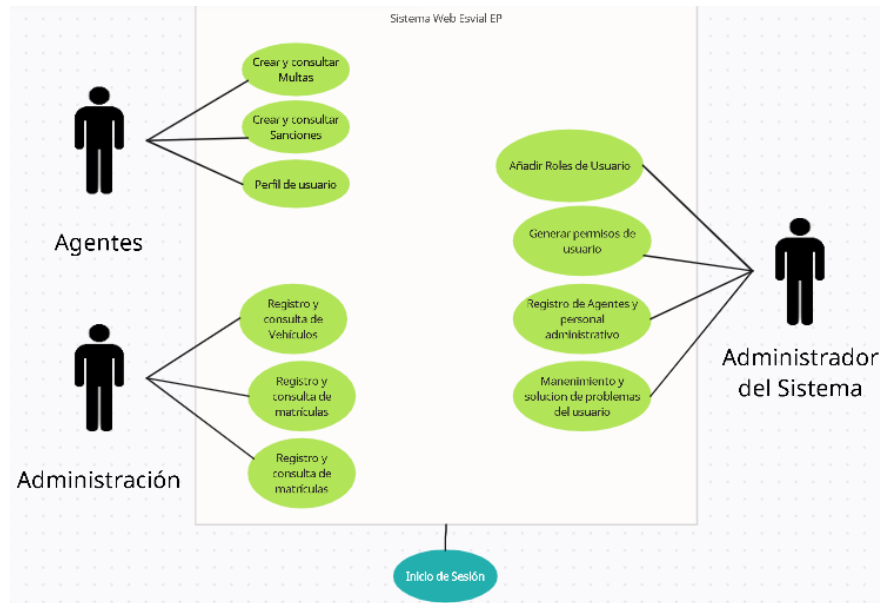 Sistema Web Esvial EP
Crear y consultar
Multas
Crear y consultar
Sanciones
Perfil de usuario
Agentes
Registro y
consulta de
Vehículos
Registro y
consulta de
matrículas
Registro y
consulta de
matrículas
Administración
Añadir Roles de Usuario
Generar permisos de
usuario
Registro de Agentes y
personal
administrativo
Manenimiento y
solucion de problemas
del usuario
Administrador
del Sistema
Inicio de Sesión